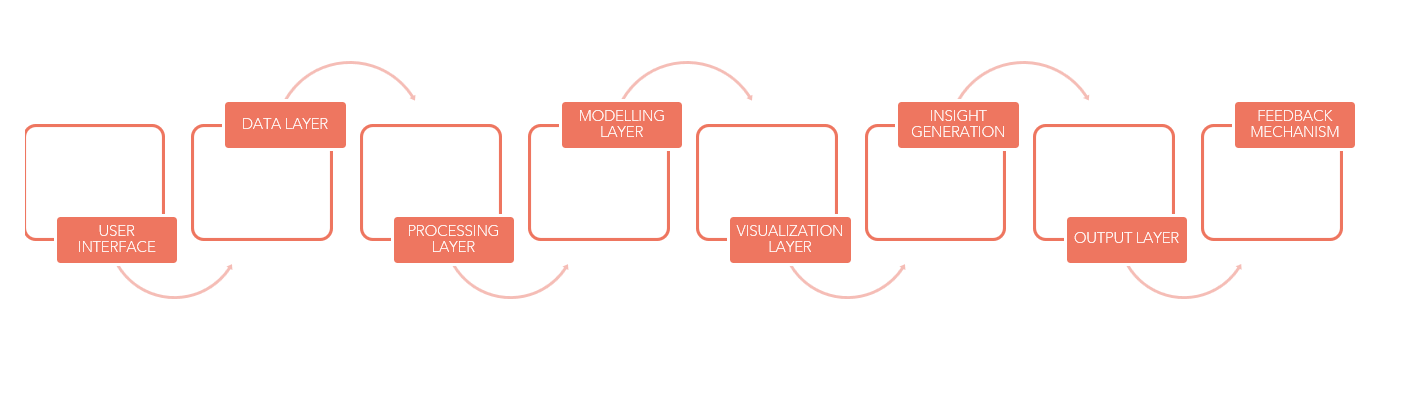 USER
INTERFACE
DATA LAYER
PROCESSING
LAYER
MODELLING
LAYER
VISUALIZATION
LAYER
INSIGHT
GENERATION
OUTPUT LAYER
FEEDBACK
MECHANISM